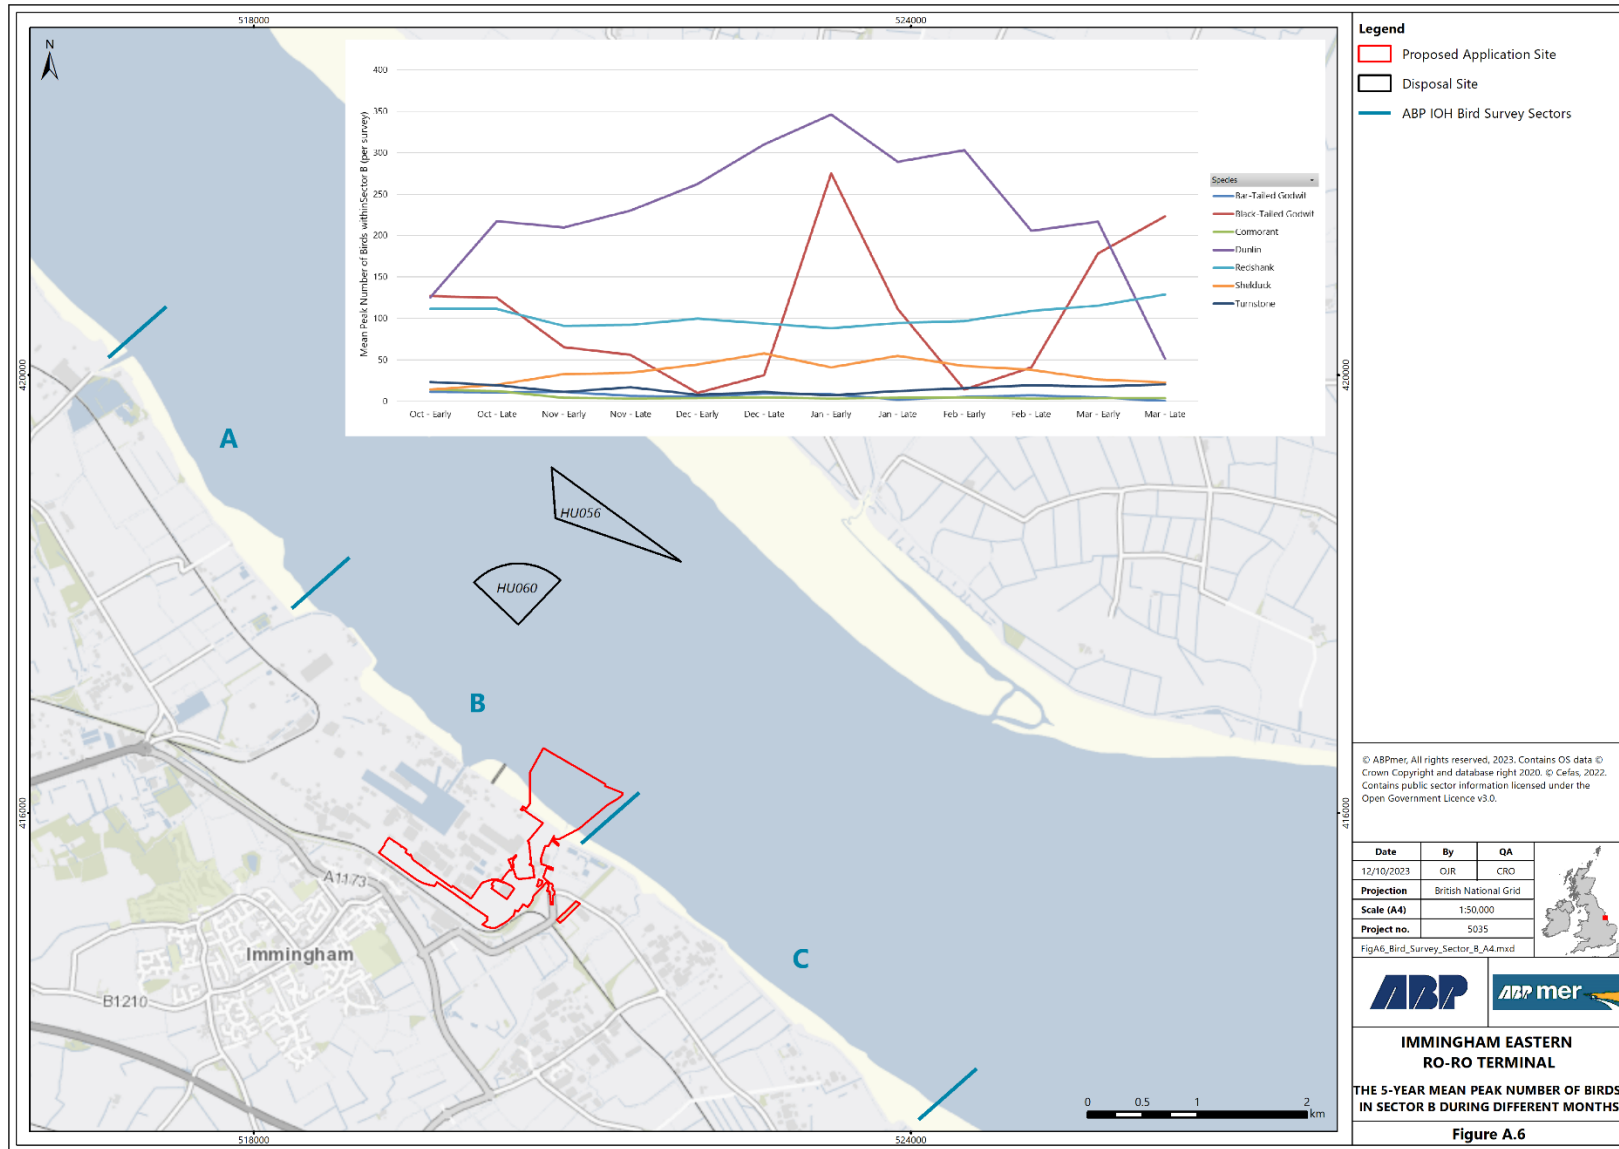 518000
524000
N
400
350
300
250
200
150
100
50
0
Mean Peak Number of Birds withinSector B (per survey)
Oct - Early
Oct - Late
Nov - Early
Nov - Late
Dec - Early
Dec - Late
Jan - Early
Jan - Late
Feb - Early
Feb - Late
Mar - Early
Mar - Late
Species
Bar-Tailed Godwit
Black-Tailed Godwit
Cormorant
Dunlin
Redshank
Shelduck
Turnstone
420000
420000
A
HU056
HU060
B
416000
416000
A1173
Immingham
B1210
C
0 0.5 1 2
km
518000
524000
Legend
Proposed Application Site
Disposal Site
ABP IOH Bird Survey Sectors
© ABPmer, All rights reserved, 2023. Contains OS data ©
Crown Copyright and database right 2020. © Cefas, 2022.
Contains public sector information licensed under the
Open Government Licence v3.0.
Date By QA
12/10/2023 OJR CRO
Projection British National Grid
Scale (A4) 1:50,000
Project no. 5035
FigA6_Bird_Survey_Sector_B_A4.mxd
ABP
ABP mer
IMMINGHAM EASTERN
RO-RO TERMINAL
THE 5-YEAR MEAN PEAK NUMBER OF BIRDS
IN SECTOR B DURING DIFFERENT MONTHS
Figure A.6